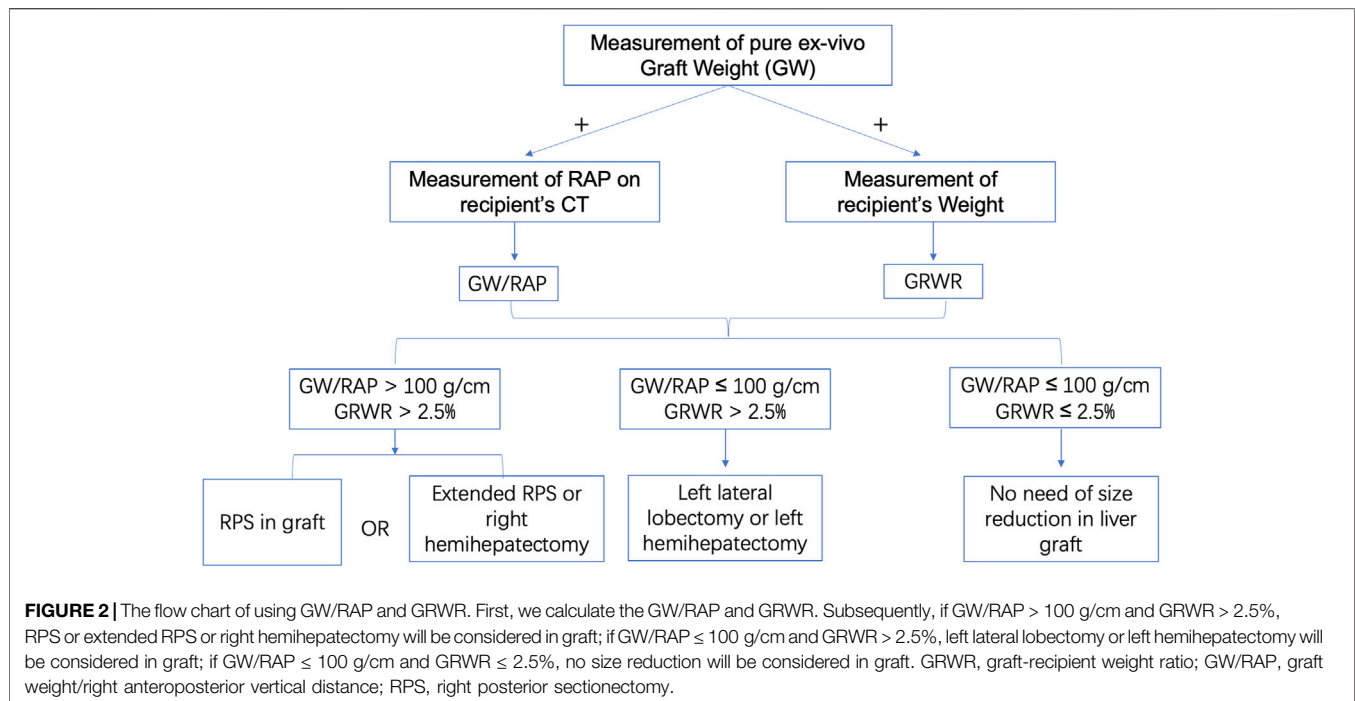 Measurement of pure ex-vivo
Graft Weight (GW)
+
+
Measurement of RAP on
recipient's CT
Measurement of
recipient's Weight
GW/RAP
GRWR
GW/RAP > 100 g/cm
GRWR > 2.5%
GW/RAP ≤ 100 g/cm
GRWR > 2.5%
GW/RAP ≤ 100 g/cm
GRWR ≤ 2.5%
RPS in graft
OR
Extended RPS or
right
hemihepatectomy
Left lateral
lobectomy or left
hemihepatectomy
No need of size
reduction in liver
graft
FIGURE 2 | The flow chart of using GW/RAP and GRWR. First, we calculate the GW/RAP and GRWR. Subsequently, if GW/RAP > 100 g/cm and GRWR > 2.5%,
RPS or extended RPS or right hemihepatectomy will be considered in graft; if GW/RAP ≤ 100 g/cm and GRWR > 2.5%, left lateral lobectomy or left hemihepatectomy will
be considered in graft; if GW/RAP ≤ 100 g/cm and GRWR ≤ 2.5%, no size reduction will be considered in graft. GRWR, graft-recipient weight ratio; GW/RAP, graft
weight/right anteroposterior vertical distance; RPS, right posterior sectionectomy.